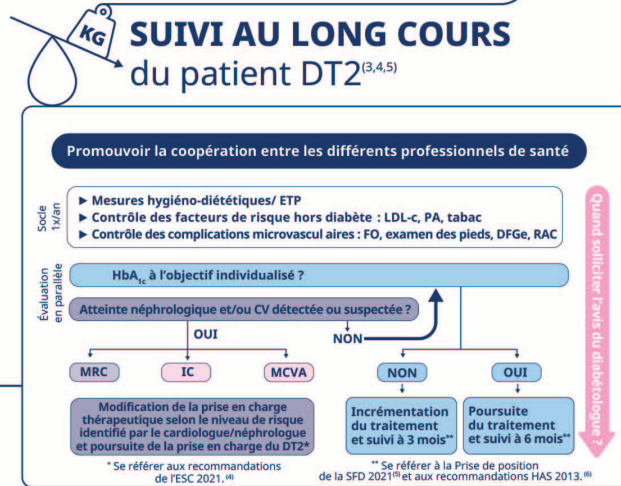 KG
SUIVI AU LONG COURS
du patient DT2(3,4,5)
Promouvoir la coopération entre les différents professionnels de santé
Socle
1x/an
▶ Mesures hygiéno-diététiques/ ETP
▶ Contrôle des facteurs de risque hors diabète : LDL-c, PA, tabac
▶ Contrôle des complications microvascul aires : FO, examen des pieds, DFGe, RAC
Évaluation
en parallèle
HbA1c à l'objectif individualisé ?
Atteinte néphrologique et/ou CV détectée ou suspectée ?
OUI
NON
MRC
IC
MCVA
NON
OUI
Modification de la prise en charge
thérapeutique selon le niveau de risque
identifié par le cardiologue/néphrologue
et poursuite de la prise en charge du DT2*
Incrémentation
du traitement
et suivi à 3 mois**
Poursuite
du traitement
et suivi à 6 mois**
* Se référer aux recommandations
de l'ESC 2021.(4)
** Se référer à la Prise de position
de la SFD 2021(5) et aux recommandations HAS 2013.(6)
Quand solliciter l'avis du diabétologue ?